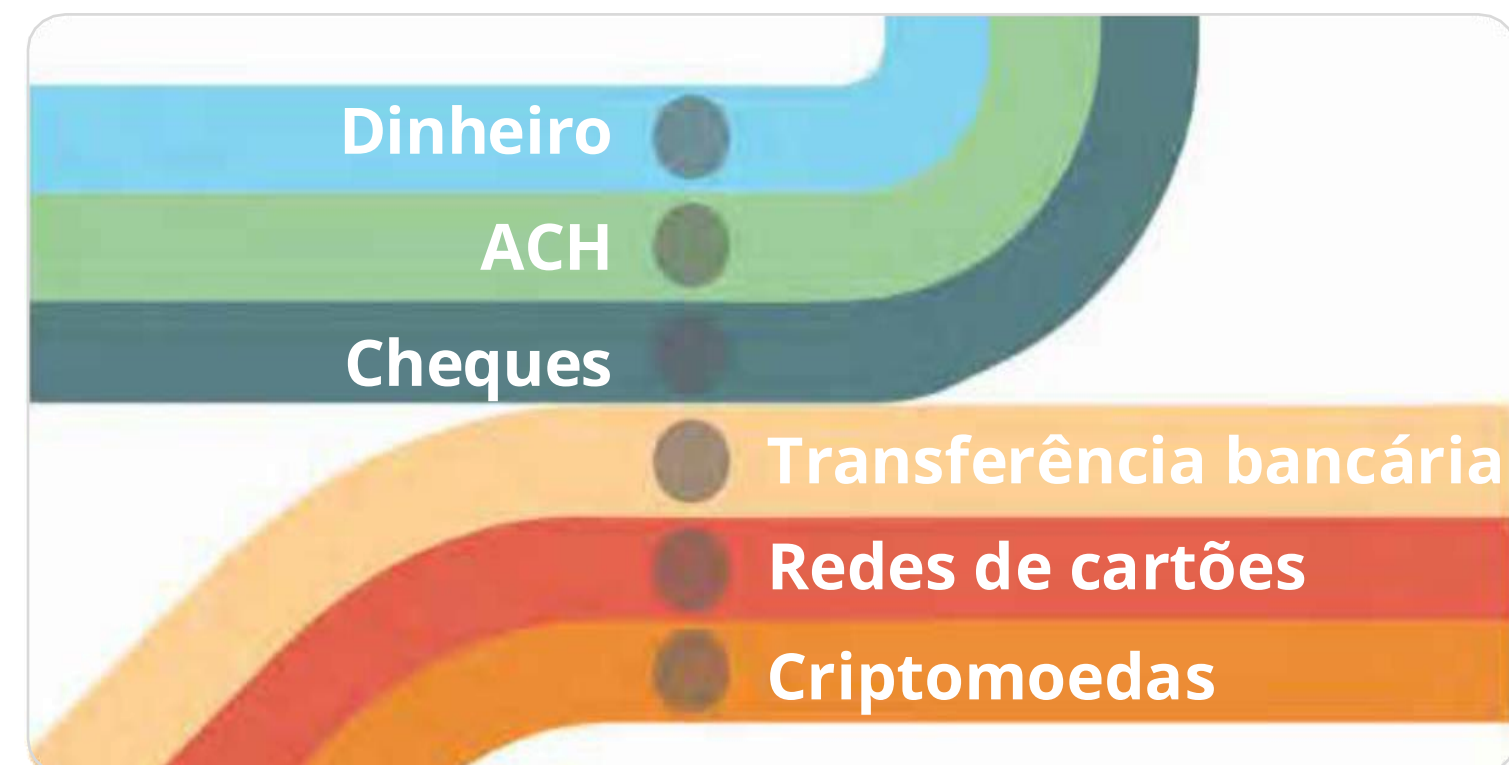 Dinheiro
ACH
Cheques
Transferência bancária
Redes de cartões
Criptomoedas